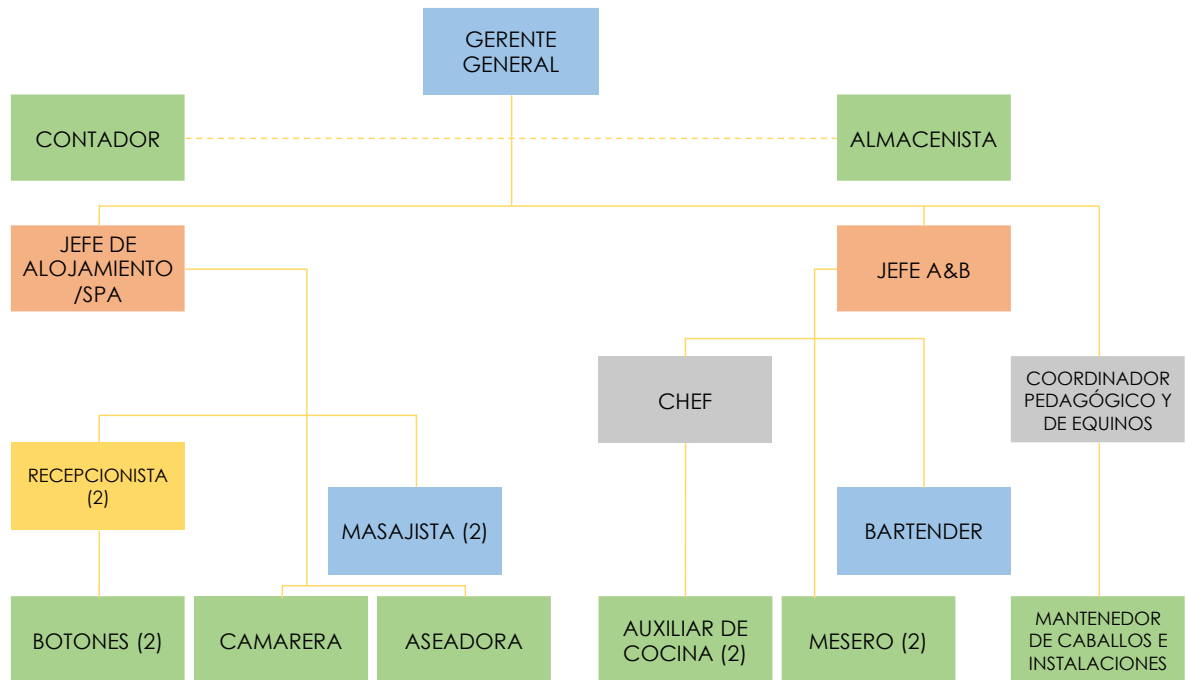 GERENTE
GENERAL
CONTADOR
ALMACENISTA
JEFE DE
ALOJAMIENTO
/SPA
JEFE A&B
CHEF
COORDINADOR
PEDAGÓGICO Y
DE EQUINOS
RECEPCIONISTA
(2)
MASAJISTA (2)
BARTENDER
BOTONES (2)
CAMARERA
ASEADORA
AUXILIAR DE
COCINA (2)
MESERO (2)
MANTENEDOR
DE CABALLOS E
INSTALACIONES